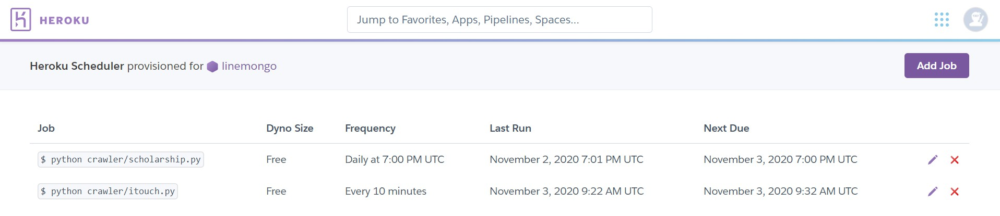 HEROKU Jump to Favorites, Apps, Pipelines, Spaces...
Heroku Scheduler provisioned for linemongo Add Job
Job Dyno Size Frequency Last Run Next Due
$ python crawler/scholarship.py Free Daily at 7:00 PM UTC November 2, 2020 7:01 PM UTC November 3, 2020 7:00 PM UTC
$ python crawler/itouch.py Free Every 10 minutes November 3, 2020 9:22 AM UTC November 3, 2020 9:32 AM UTC